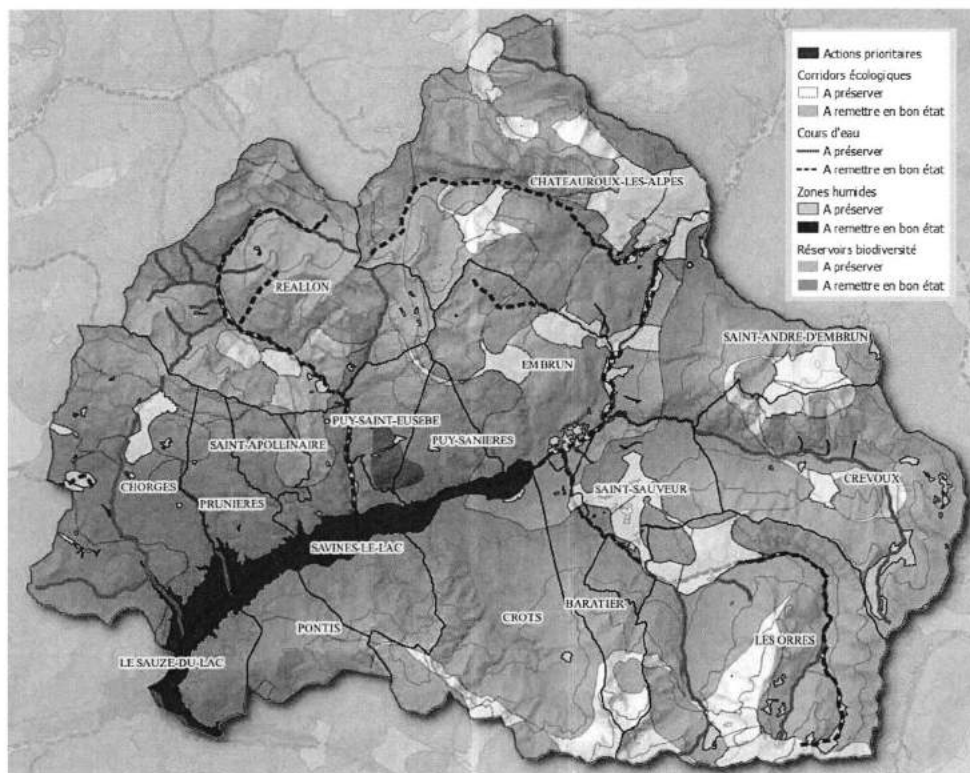 Actions prioritaires
Corridors écologiques
A préserver
A remettre en bon état
Cours d'eau
A préserver
A remettre en bon état
Zones humides
A préserver
A remettre en bon état
Réservoirs biodiversité
A préserver
A remettre en bon état
CHATEAUROUX-LES-ALPES
REALLON
SAINT-ANDRE-D'EMBRUN
EMBRUN
PUY-SAINT-EUSEBE
PUY-SANIERES
SAINT-APOLLINAIRE
CHORGES
PRUNIERES
SAINT-SAUVEUR
CREVOUX
SAVINES-LE-LAC
PONTIS
CROTS
BARATIER
LES ORRES
LE SAUZE-DU-LAC